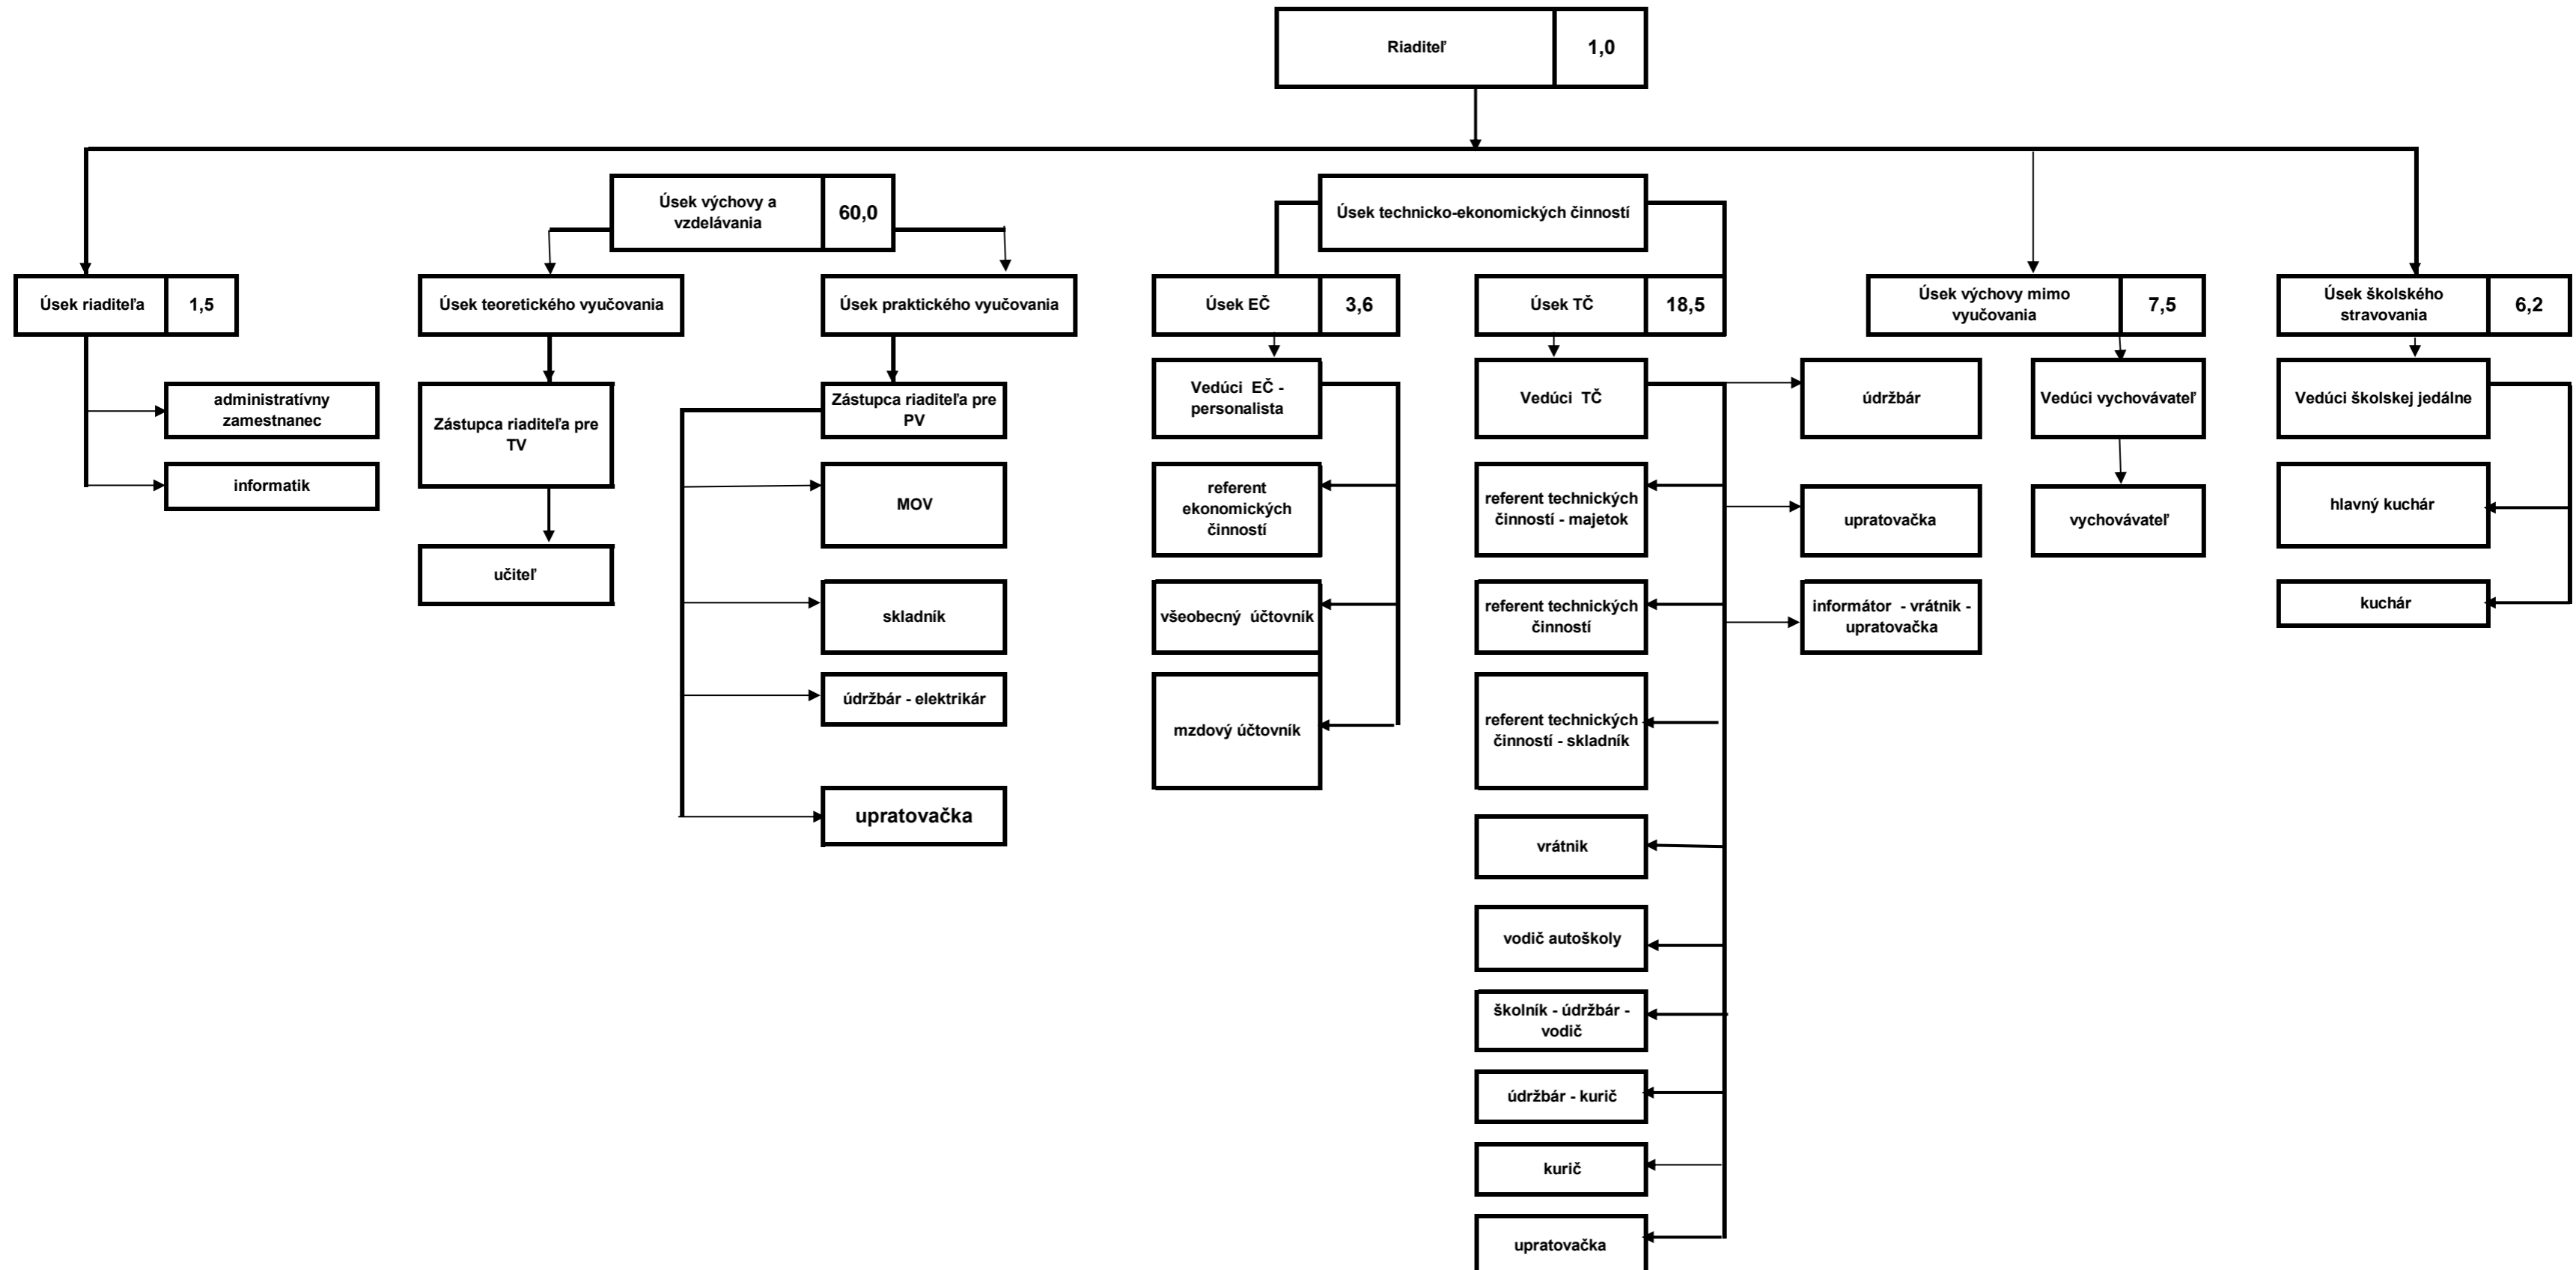 Riaditeľ
1,0
Úsek výchovy a
vzdelávania
60,0
Úsek technicko-ekonomických činností
Úsek riaditeľa
1,5
Úsek teoretického vyučovania
Úsek praktického vyučovania
Úsek EČ
3,6
Úsek TČ
18,5
Úsek výchovy mimo
vyučovania
7,5
Úsek školského
stravovania
6,2
administratívny
zamestnanec
informatik
Zástupca riaditeľa pre
TV
učiteľ
Zástupca riaditeľa pre
PV
MOV
skladník
údržbár - elektrikár
upratovačka
Vedúci EČ -
personalista
referent
ekonomických
činností
všeobecný účtovník
mzdový účtovník
Vedúci TČ
referent technických
činností - majetok
referent technických
činností
referent technických
činností - skladník
vrátnik
vodič autoškoly
školník - údržbár -
vodič
údržbár - kurič
kurič
upratovačka
údržbár
upratovačka
informátor - vrátnik -
upratovačka
Vedúci vychovávateľ
vychovávateľ
Vedúci školskej jedálne
hlavný kuchár
kuchár